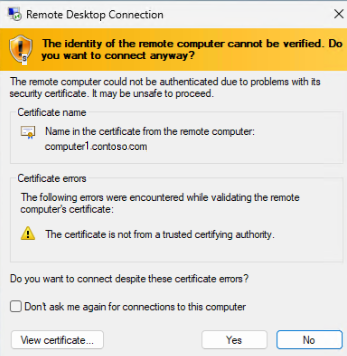 Remote Desktop Connection
The identity of the remote computer cannot be verified. Do
you want to connect anyway?
The remote computer could not be authenticated due to problems with its
security certificate. It may be unsafe to proceed.
Certificate name
Name in the certificate from the remote computer:
computer1.contoso.com
Certificate errors
The following errors were encountered while validating the remote
computer's certificate:
The certificate is not from a trusted certifying authority.
Do you want to connect despite these certificate errors?
Don't ask me again for connections to this computer
View certificate... Yes No